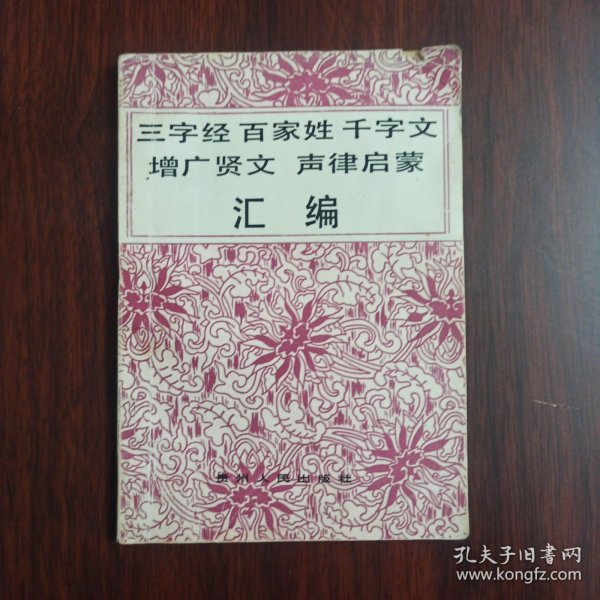 三字经 百家姓 千字文
增广贤文 声律启蒙
汇编
贵州人民出版社
孔夫子旧书网
www.kongfz.com